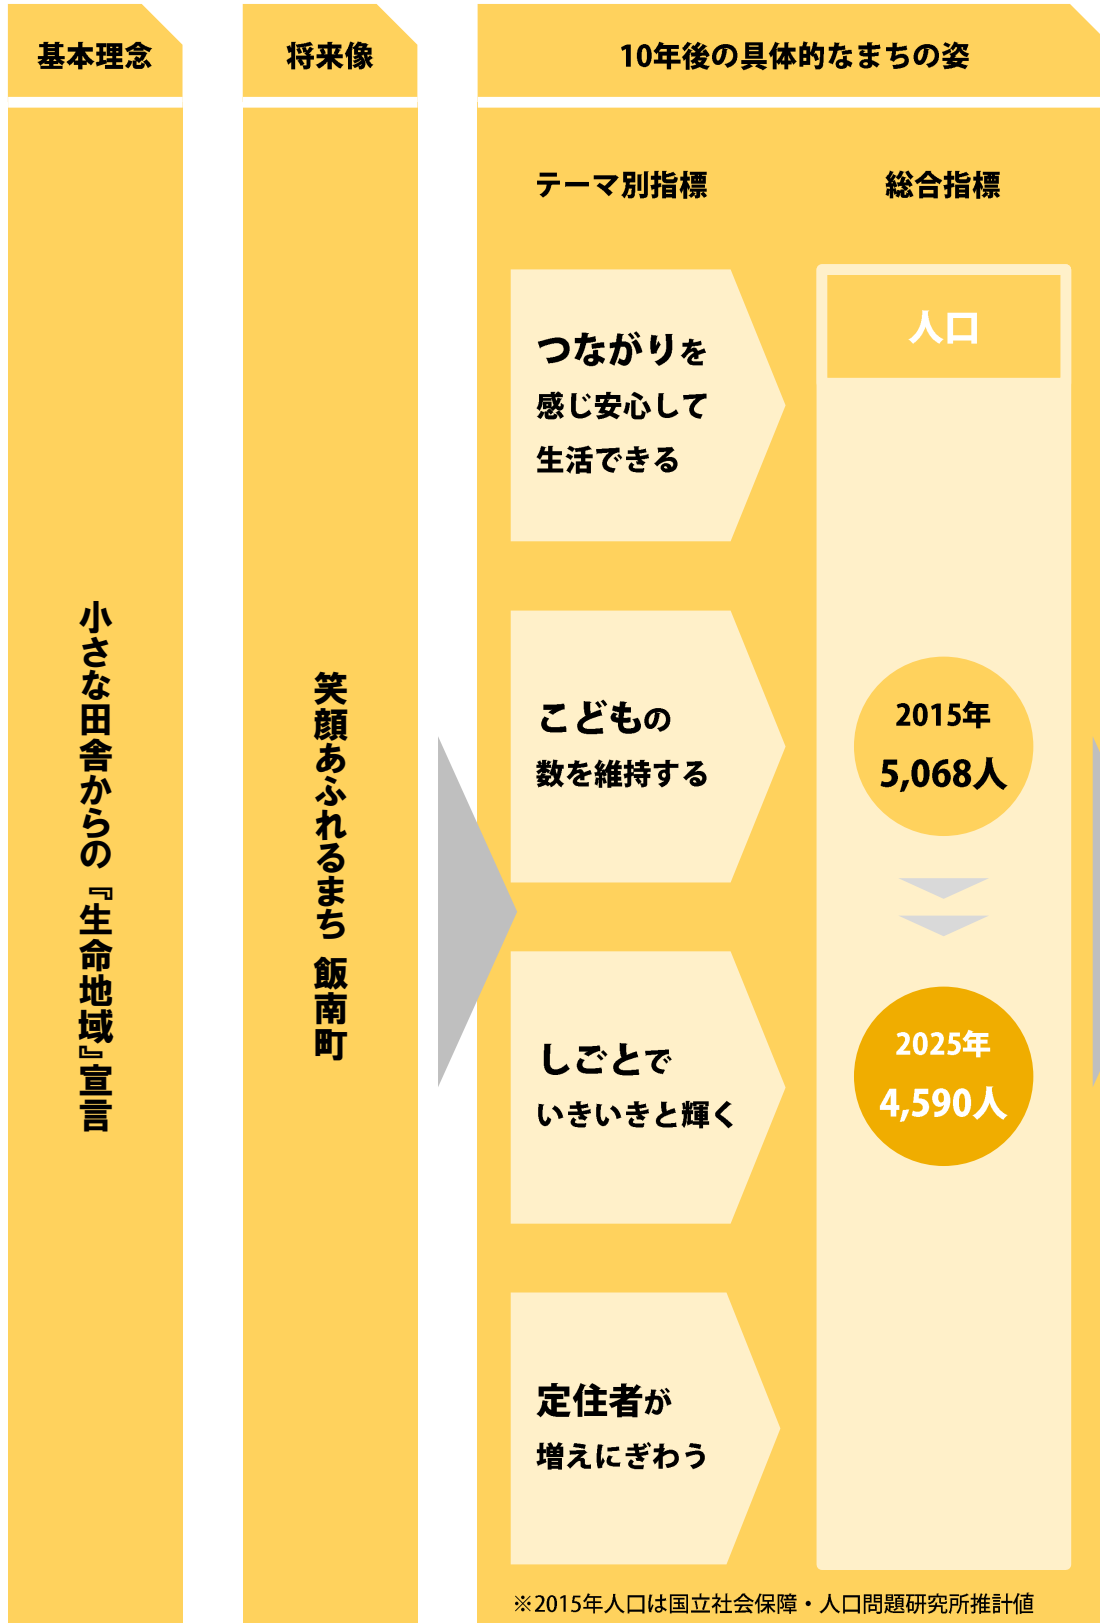 基本理念
小さな田舎からの『生命地域』宣言
将来像
笑顔あふれるまち 飯南町
10年後の具体的なまちの姿
テーマ別指標
つながりを
感じ安心して
生活できる
こどもの
数を維持する
しごとで
いきいきと輝く
定住者が
増えにぎわう
総合指標
人口
2015年
5,068人
2025年
4,590人
※2015年人口は国立社会保障・人口問題研究所推計値